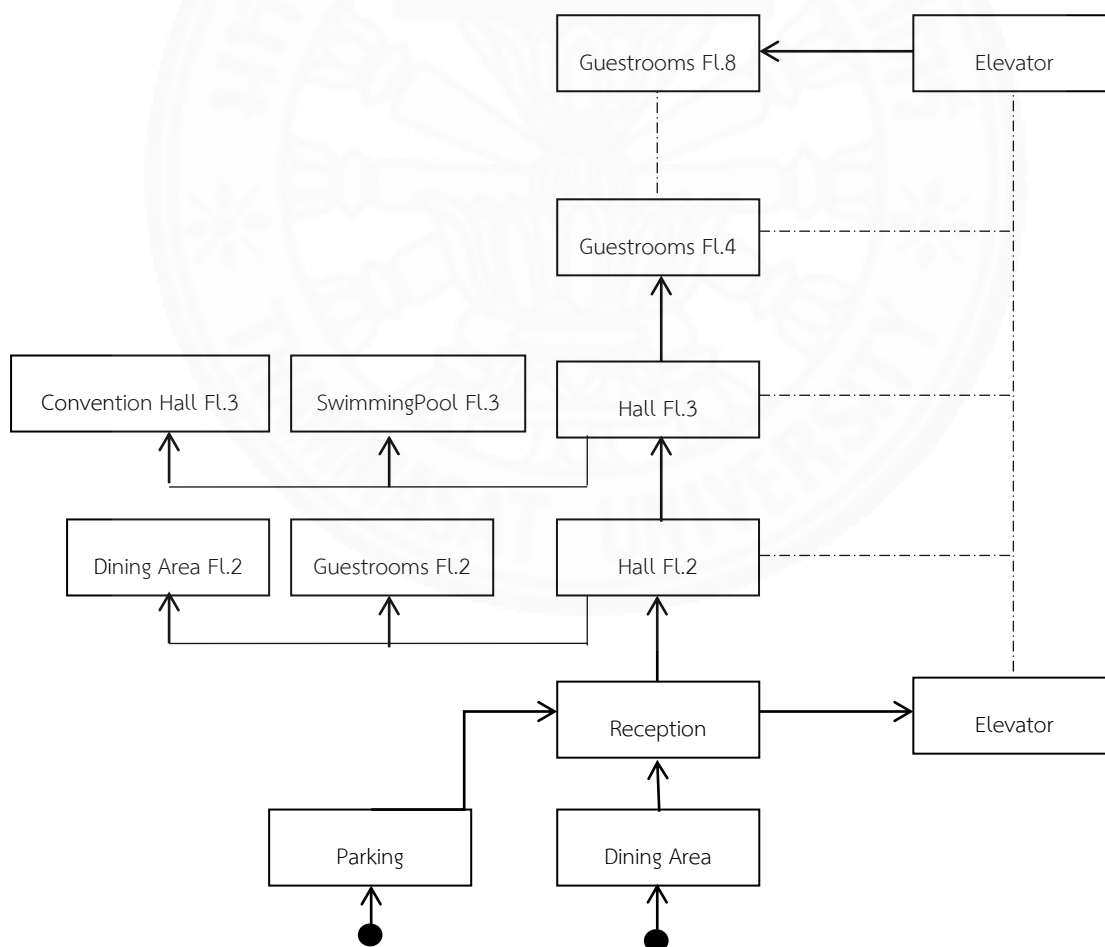 Guestrooms Fl.8
Elevator
Guestrooms Fl.4
Convention Hall Fl.3
SwimmingPool Fl.3
Hall Fl.3
Dining Area Fl.2
Guestrooms Fl.2
Hall Fl.2
Reception
Elevator
Parking
Dining Area